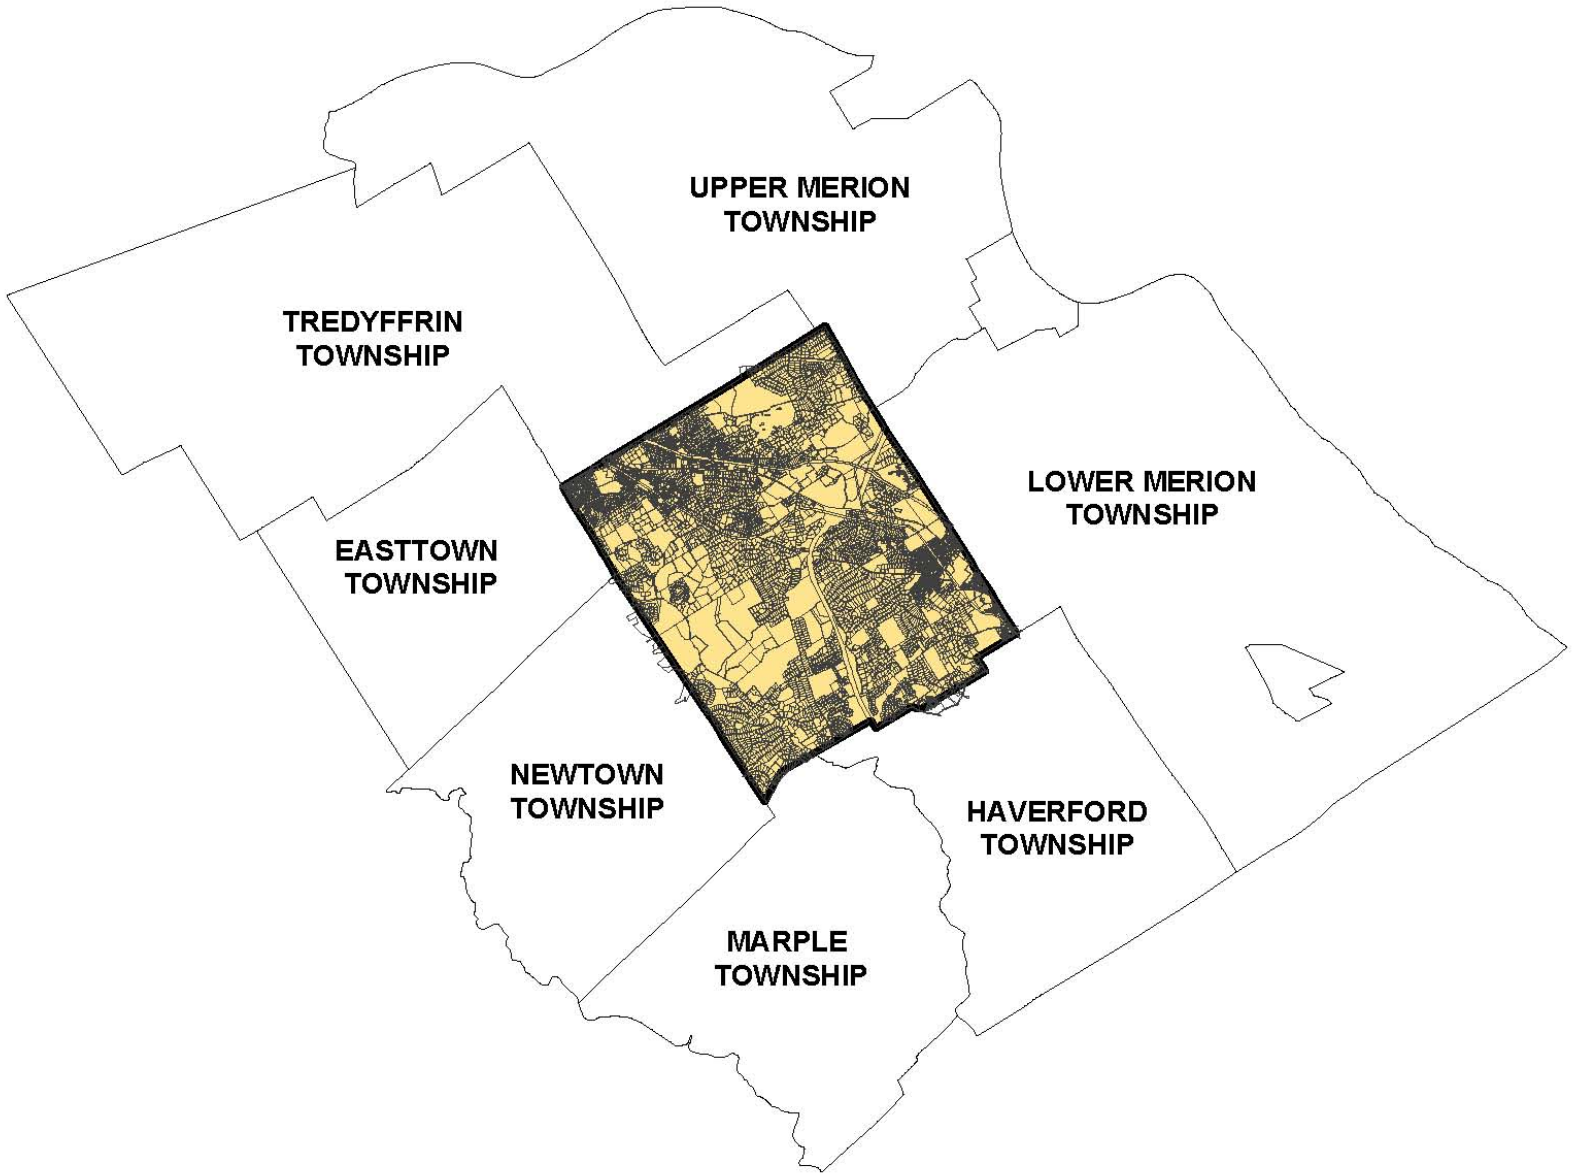 UPPER MERION
TOWNSHIP
TREDYFFRIN
TOWNSHIP
LOWER MERION
TOWNSHIP
EASTTOWN
TOWNSHIP
NEWTOWN
TOWNSHIP
HAVERFORD
TOWNSHIP
MARPLE
TOWNSHIP